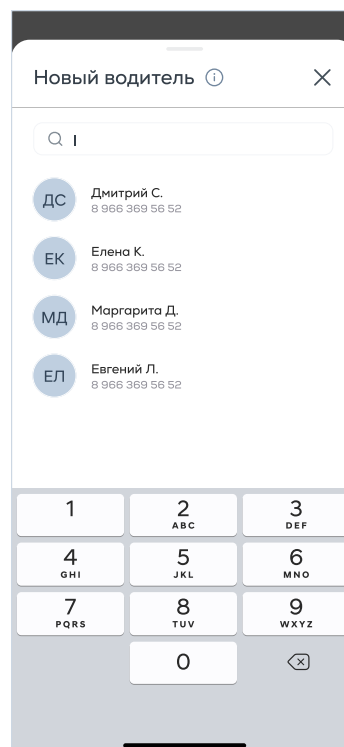 Новый водитель
ДС
Дмитрий С.
8 966 369 56 52
ЕК
Елена К.
8 966 369 56 52
МД
Маргарита Д.
8 966 369 56 52
ЕЛ
Евгений Л.
8 966 369 56 52
1 2 3
ABC DEF
4 5 6
GHI JKL MNO
7 8 9
PQRS TUV WXYZ
0